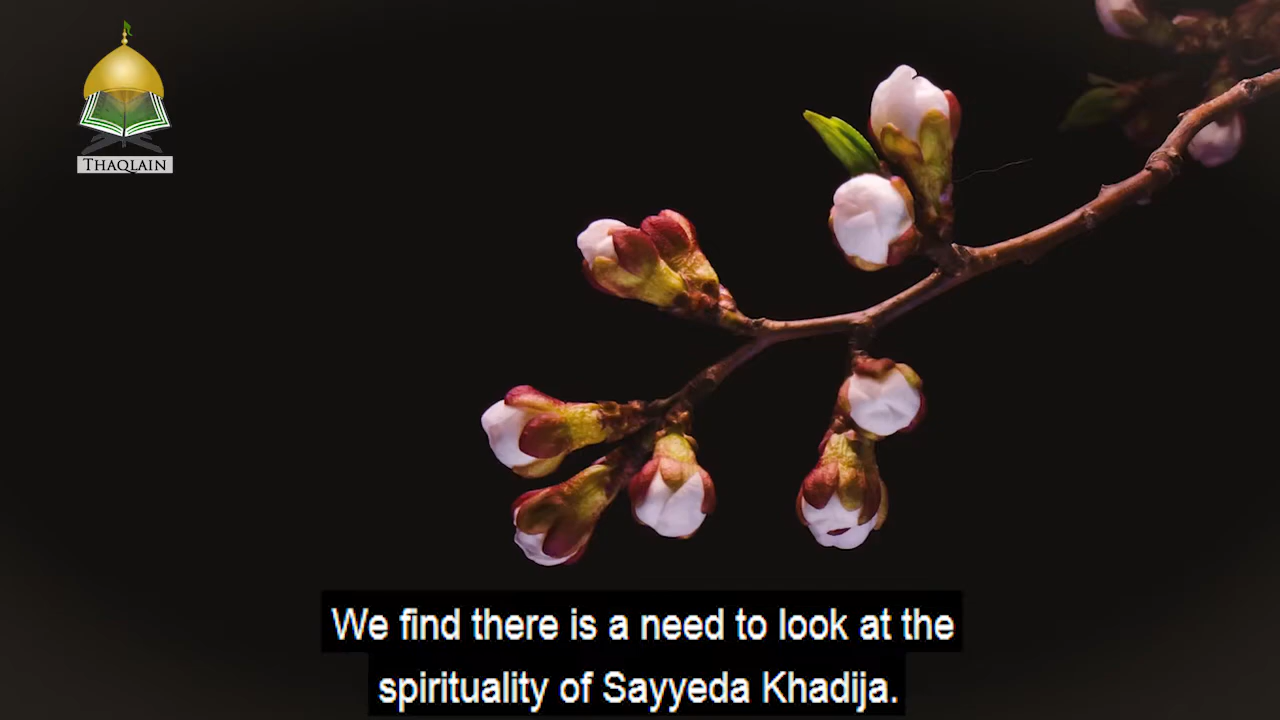 THAQLAIN
We find there is a need to look at the
spirituality of Sayyeda Khadija.